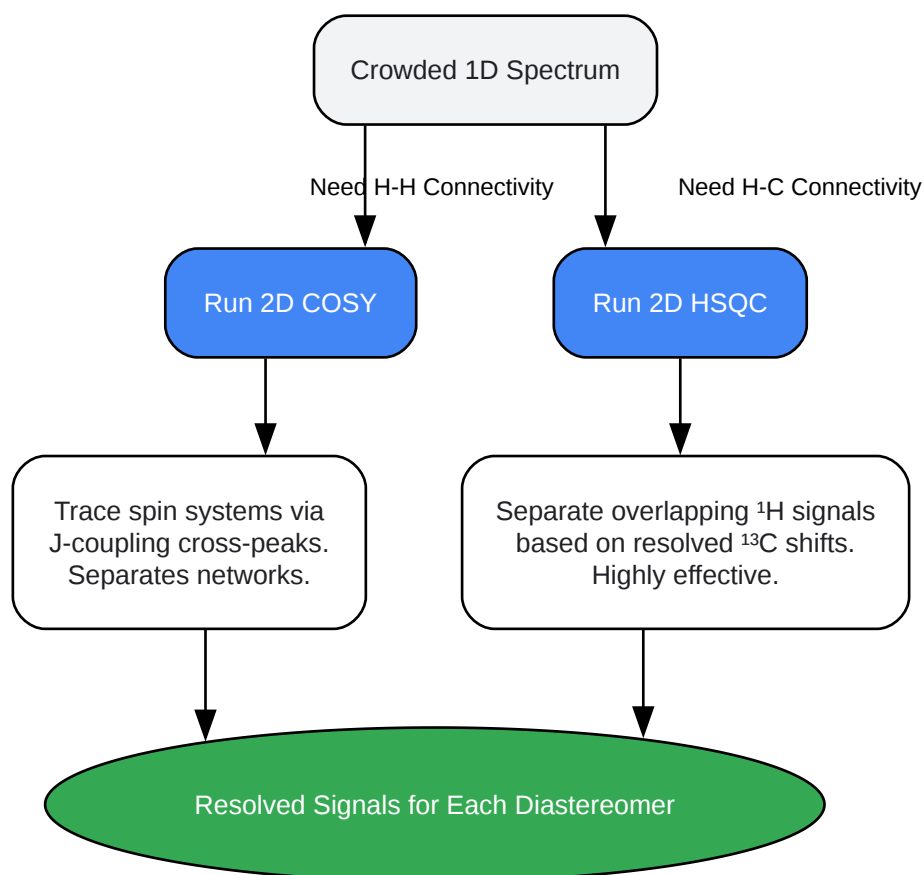 Crowded 1D Spectrum
Need H-H Connectivity
Need H-C Connectivity
Run 2D COSY
Run 2D HSQC
Trace spin systems via
J-coupling cross-peaks.
Separates networks.
Separate overlapping ¹H signals
based on resolved ¹³C shifts.
Highly effective.
Resolved Signals for Each Diastereomer